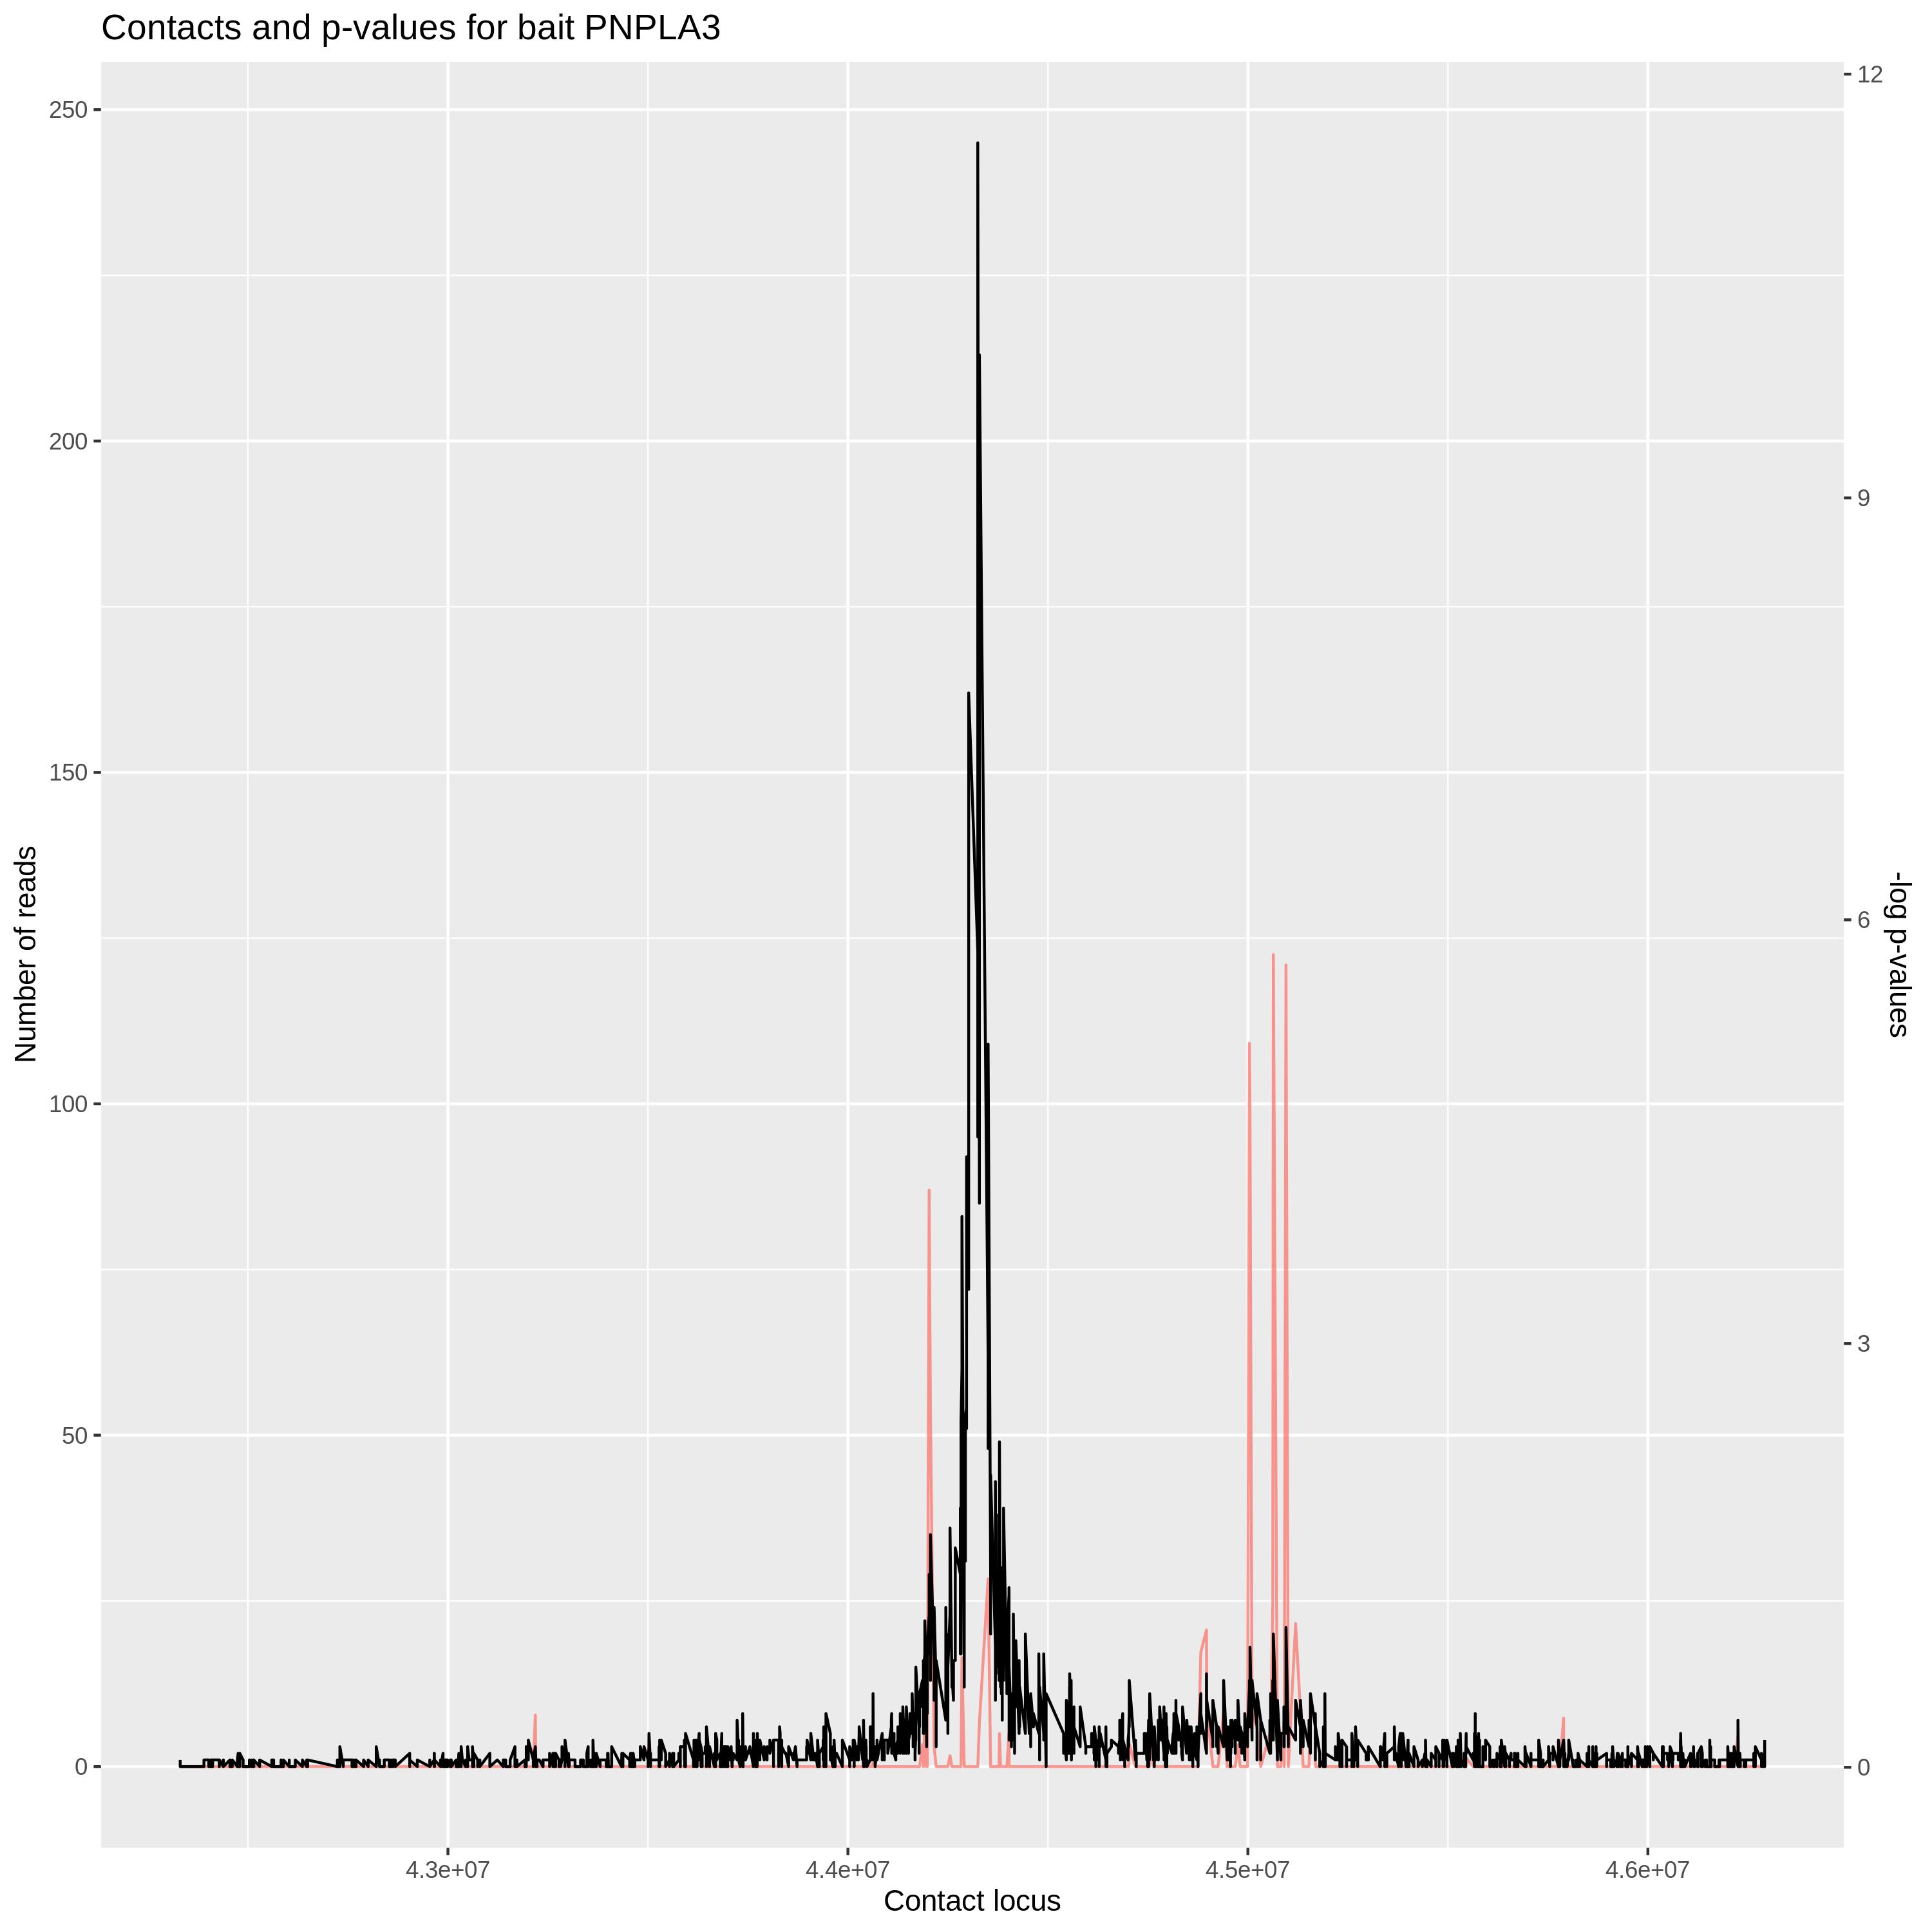 Contacts and p-values for bait PNPLA3
250
200
150
100
50
0
Number of reads
12
9
6
3
0
-log p-values
4.3e+07
4.4e+07
4.5e+07
4.6e+07
Contact locus